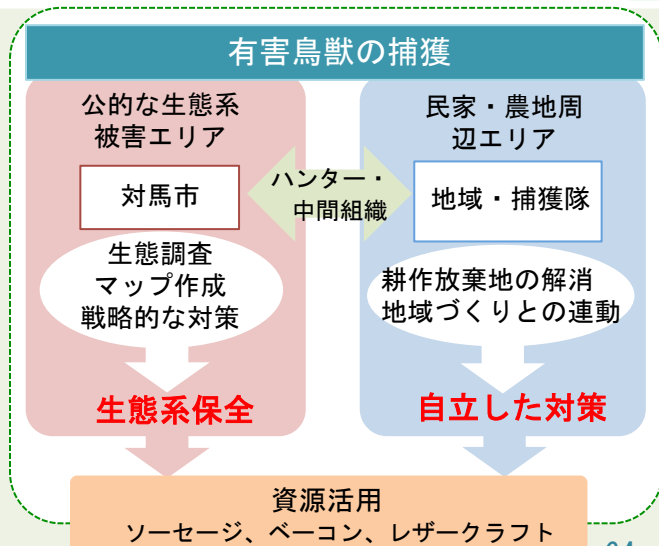 有害鳥獣の捕獲
公的な生態系
被害エリア
対馬市
生態調査
マップ作成
戦略的な対策
生態系保全
ハンター・
中間組織
民家・農地周
辺エリア
地域・捕獲隊
耕作放棄地の解消
地域づくりとの連動
自立した対策
資源活用
ソーセージ、ベーコン、レザークラフト